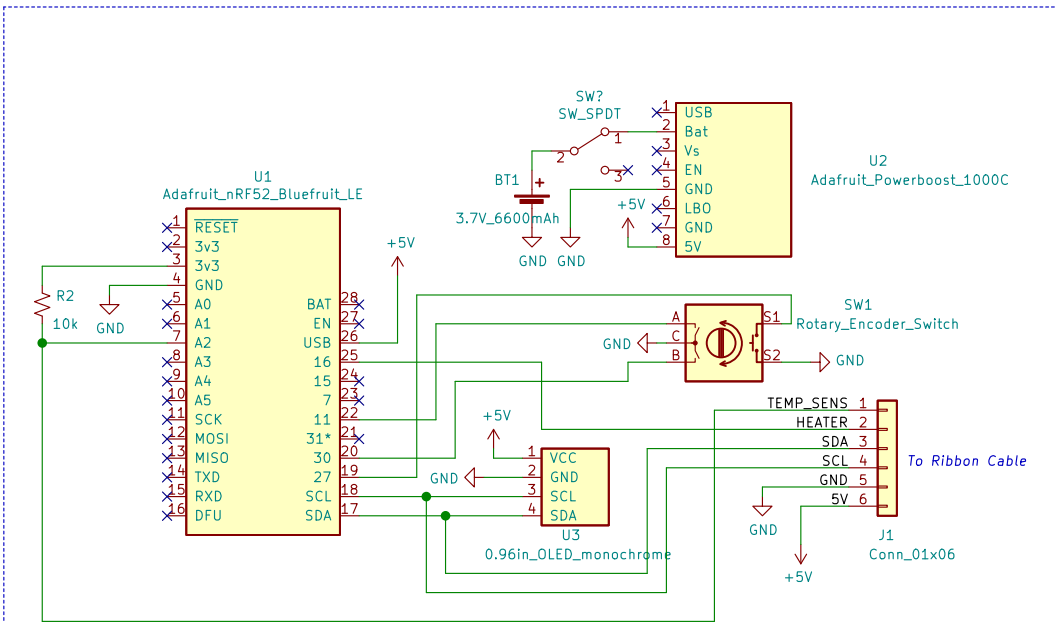 SW?
SW_SPDT
1
2
3
BT1
+
3.7V_6600mAh
GND
GND
+5V
1 USB
2 Bat
3 Vs
4 EN
5 GND
6 LBO
7 GND
8 5V
U2
Adafruit_Powerboost_1000C
U1
Adafruit_nRF52_Bluefruit_LE
1 RESET
2 3v3
3 3v3
4 GND
5 A0
6 A1
7 A2
8 A3
9 A4
10 A5
11 SCK
12 MOSI
13 MISO
14 TXD
15 RXD
16 DFU
BAT 28
EN 27
USB 26
16 25
15 24
7 23
11 22
31* 21
30 20
27 19
SCL 18
SDA 17
R2
10k
GND
+5V
SW1
Rotary_Encoder_Switch
A
C
B
S1
S2
GND
GND
+5V
GND
1 VCC
2 GND
3 SCL
4 SDA
U3
0.96in_OLED_monochrome
TEMP_SENS 1
HEATER 2
SDA 3
SCL 4
GND 5
5V 6
To Ribbon Cable
GND
+5V
J1
Conn_01x06